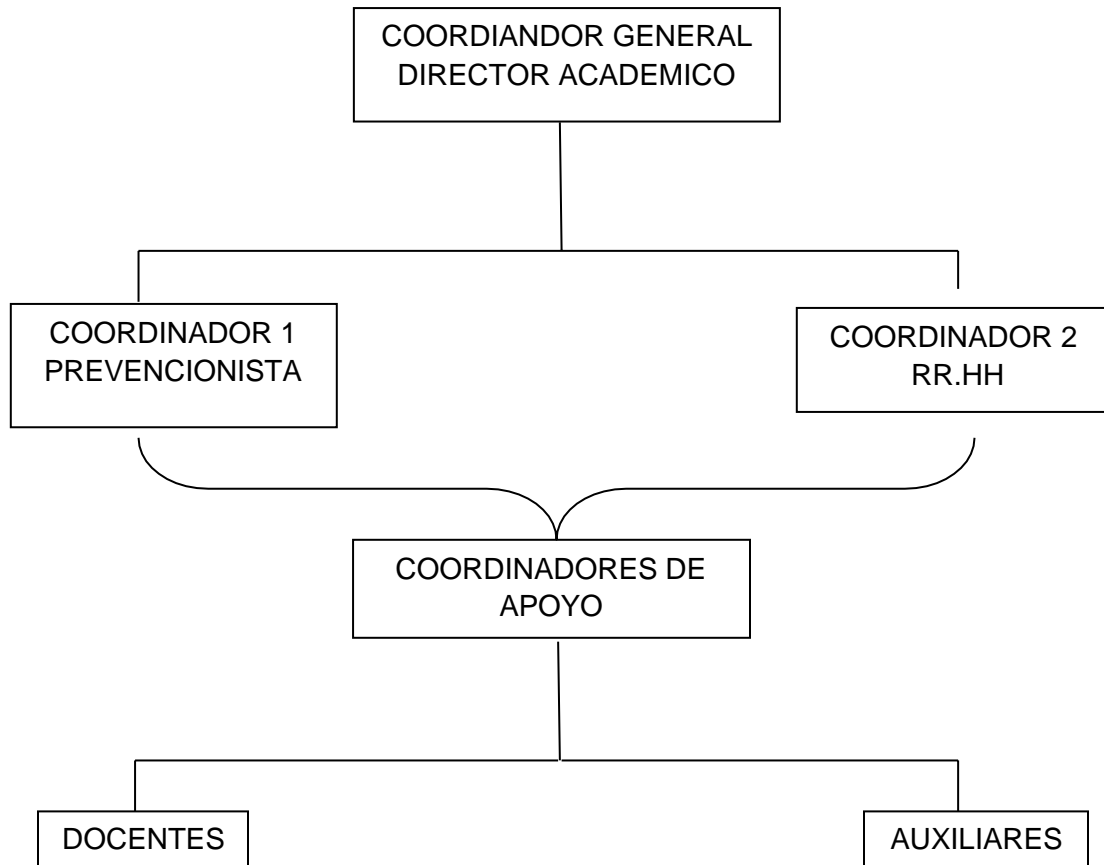 COORDIANDOR GENERAL
DIRECTOR ACADEMICO
COORDINADOR 1
PREVENCIONISTA
COORDINADOR 2
RR.HH
COORDINADORES DE
APOYO
DOCENTES
AUXILIARES